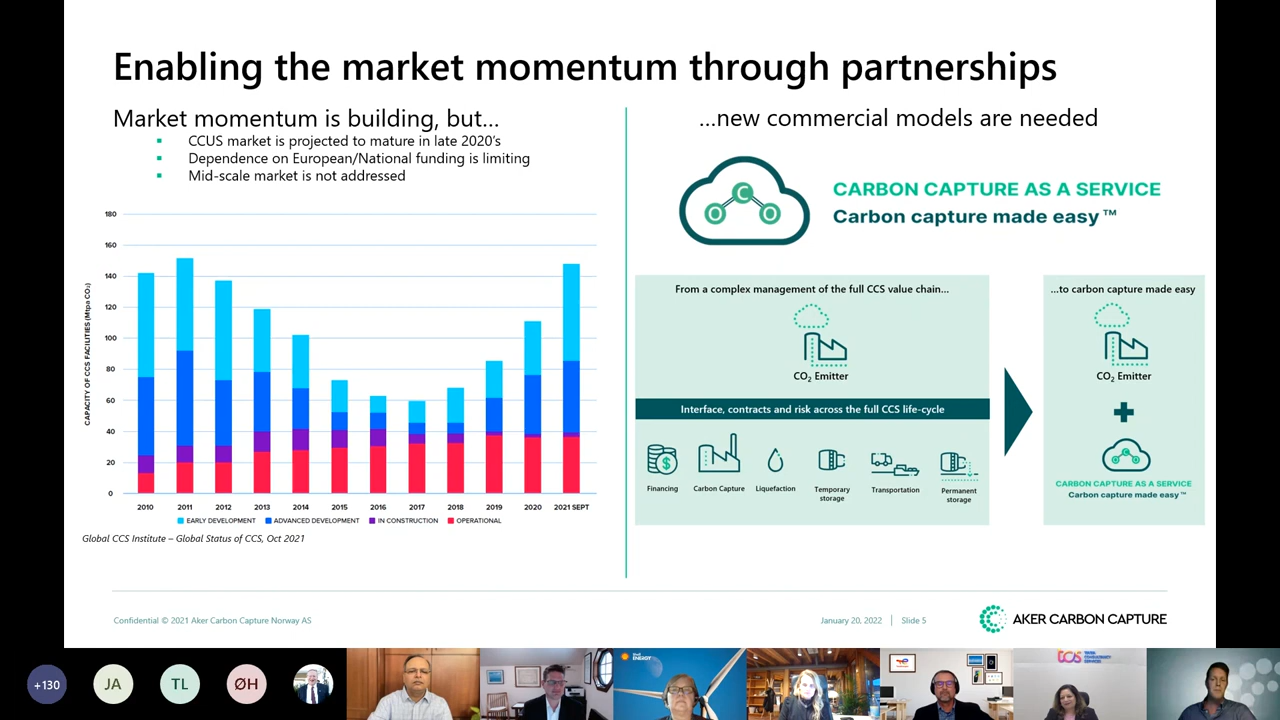 Enabling the market momentum through partnerships
Market momentum is building, but…
▪ CCUS market is projected to mature in late 2020's
▪ Dependence on European/National funding is limiting
▪ Mid-scale market is not addressed
180
160
140
120
100
80
60
40
20
0
CAPACITY OF CCS FACILITIES (Mtpa CO₂)
2010 2011 2012 2013 2014 2015 2016 2017 2018 2019 2020 2021 SEPT
EARLY DEVELOPMENT ADVANCED DEVELOPMENT IN CONSTRUCTION OPERATIONAL
Global CCS Institute – Global Status of CCS, Oct 2021
…new commercial models are needed
C
O O
CARBON CAPTURE AS A SERVICE
Carbon capture made easy™
From a complex management of the full CCS value chain…
CO₂ Emitter
Interface, contracts and risk across the full CCS life-cycle
Financing
Carbon Capture
Liquefaction
Temporary
storage
Transportation
Permanent
storage
…to carbon capture made easy
CO₂ Emitter
CARBON CAPTURE AS A SERVICE
Carbon capture made easy™
Confidential © 2021 Aker Carbon Capture Norway AS
January 20, 2022 | Slide 5
AKER CARBON CAPTURE
+130
JA
TL
ØH
ENERGY